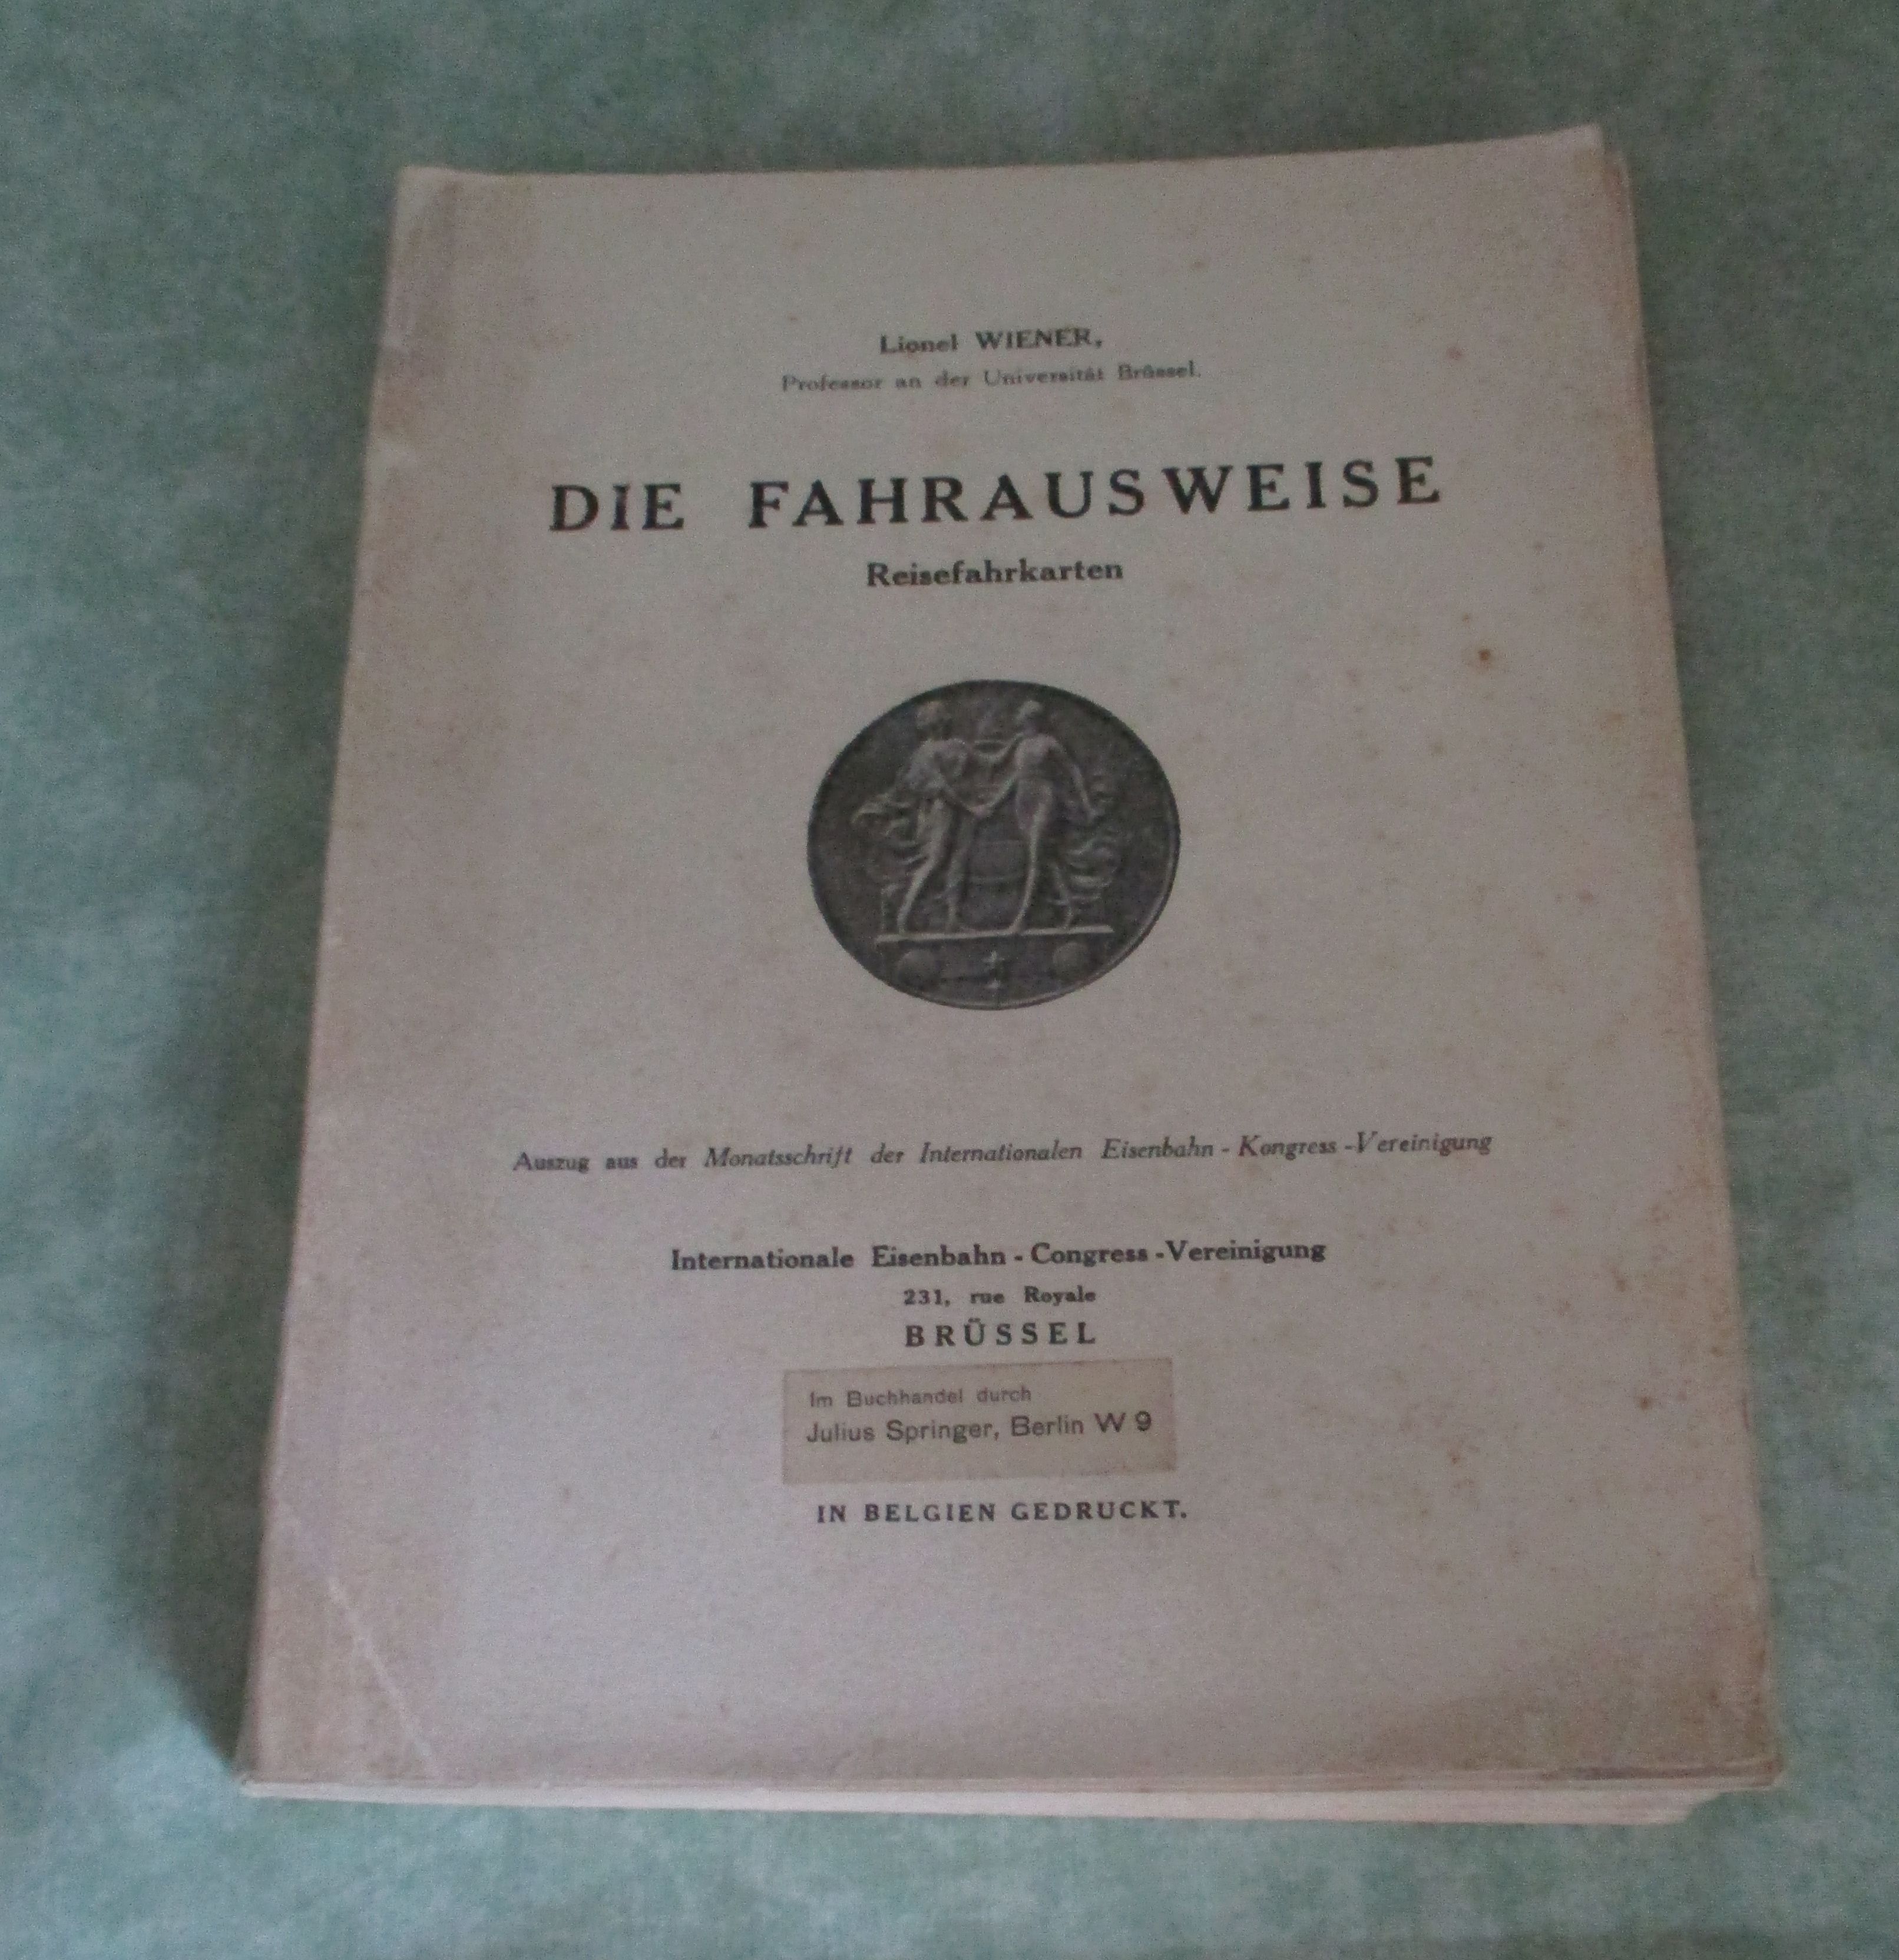 Lionel WIENER,
Professor an der Universität Brüssel.
DIE FAHRAUSWEISE
Reisefahrkarten
Auszug aus der Monatsschrift der Internationalen Eisenbahn - Kongress - Vereinigung
Internationale Eisenbahn - Congress - Vereinigung
231, rue Royale
BRÜSSEL
Im Buchhandel durch
Julius Springer, Berlin W 9
IN BELGIEN GEDRUCKT.